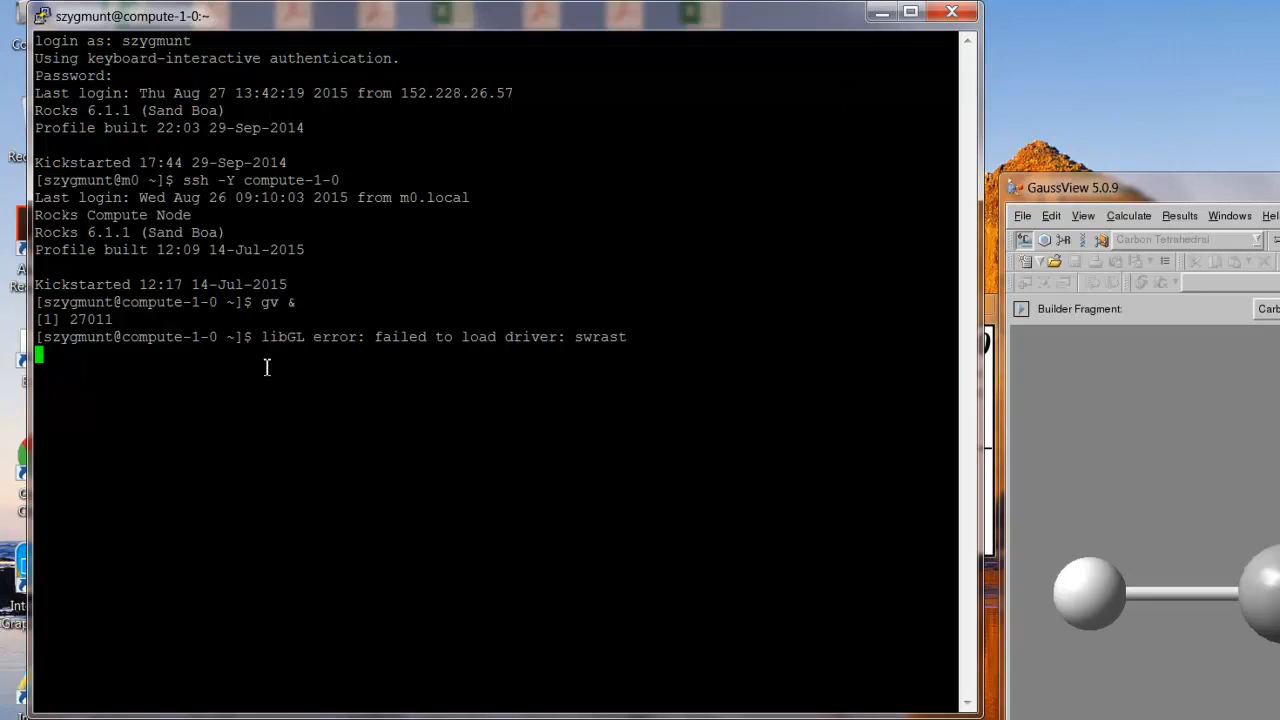 szygmunt@compute-1-0:~
login as: szygmunt
Using keyboard-interactive authentication.
Password:
Last login: Thu Aug 27 13:42:19 2015 from 152.228.26.57
Rocks 6.1.1 (Sand Boa)
Profile built 22:03 29-Sep-2014
Kickstarted 17:44 29-Sep-2014
[szygmunt@m0 ~]$ ssh -Y compute-1-0
Last login: Wed Aug 26 09:10:03 2015 from m0.local
Rocks Compute Node
Rocks 6.1.1 (Sand Boa)
Profile built 12:09 14-Jul-2015
Kickstarted 12:17 14-Jul-2015
[szygmunt@compute-1-0 ~]$ gv &
[1] 27011
[szygmunt@compute-1-0 ~]$ libGL error: failed to load driver: swrast
GaussView 5.0.9
File Edit View Calculate Results Windows
Carbon Tetrahedral
Builder Fragment: